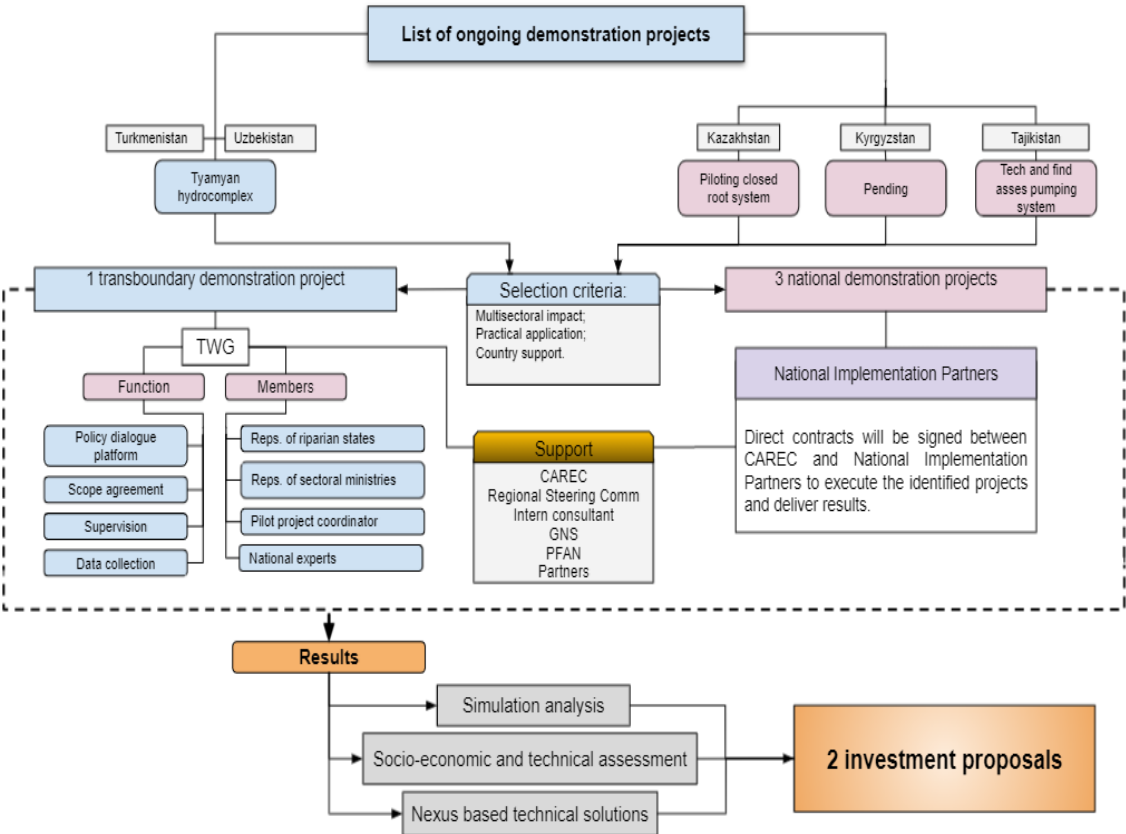 List of ongoing demonstration projects
Turkmenistan
Uzbekistan
Tyamyan
hydrocomplex
Kazakhstan
Kyrgyzstan
Tajikistan
Piloting closed
root system
Pending
Tech and find
asses pumping
system
1 transboundary demonstration project
Selection criteria:
Multisectoral impact;
Practical application;
Country support.
3 national demonstration projects
TWG
Function
Members
Policy dialogue
platform
Scope agreement
Supervision
Data collection
Reps. of riparian states
Reps. of sectoral ministries
Pilot project coordinator
National experts
Support
CAREC
Regional Steering Comm
Intern consultant
GNS
PFAN
Partners
National Implementation Partners
Direct contracts will be signed between
CAREC and National Implementation
Partners to execute the identified projects
and deliver results.
Results
Simulation analysis
Socio-economic and technical assessment
Nexus based technical solutions
2 investment proposals